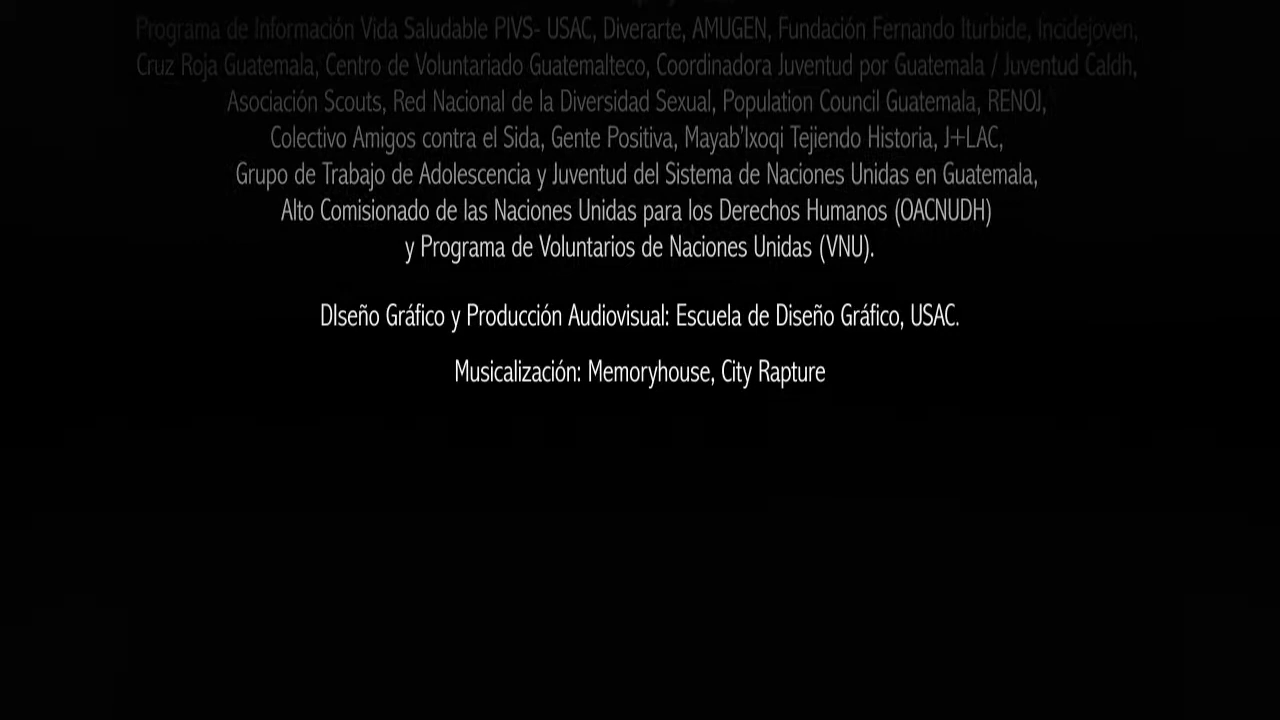 Programa de Información Vida Saludable PIVS- USAC, Diverarte, AMUGEN, Fundación Fernando Iturbide, Incidejoven,
Cruz Roja Guatemala, Centro de Voluntariado Guatemalteco, Coordinadora Juventud por Guatemala / Juventud Caldh,
Asociación Scouts, Red Nacional de la Diversidad Sexual, Population Council Guatemala, RENOJ,
Colectivo Amigos contra el Sida, Gente Positiva, Mayab'Ixoqi Tejiendo Historia, J+LAC,
Grupo de Trabajo de Adolescencia y Juventud del Sistema de Naciones Unidas en Guatemala,
Alto Comisionado de las Naciones Unidas para los Derechos Humanos (OACNUDH)
y Programa de Voluntarios de Naciones Unidas (VNU).
DIseño Gráfico y Producción Audiovisual: Escuela de Diseño Gráfico, USAC.
Musicalización: Memoryhouse, City Rapture